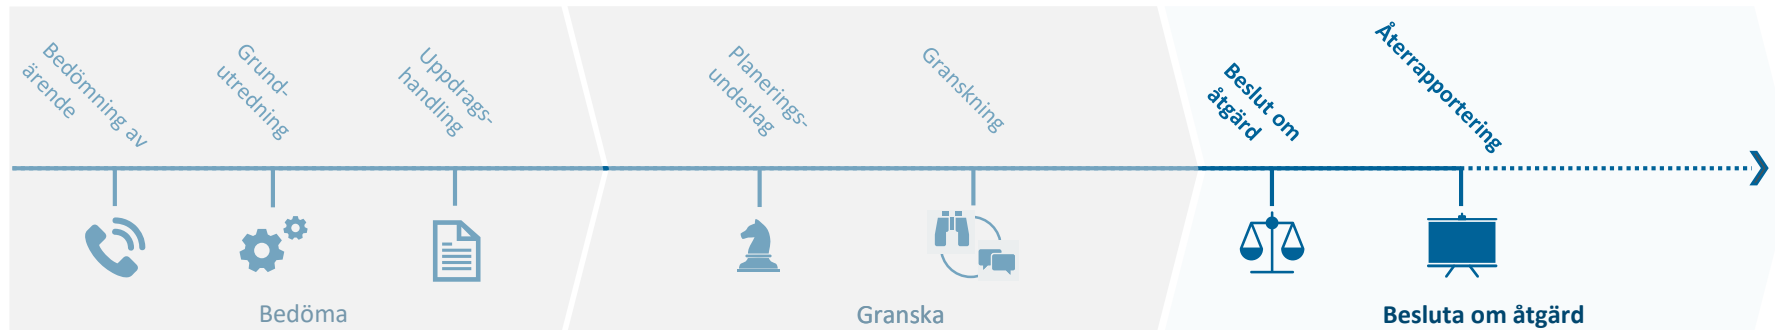 Bedömning av
ärende
Grund-
utredning
Uppdrags-
handling
Planerings-
underlag
Granskning
Beslut om
åtgärd
Återrapportering
Bedöma
Granska
Besluta om åtgärd